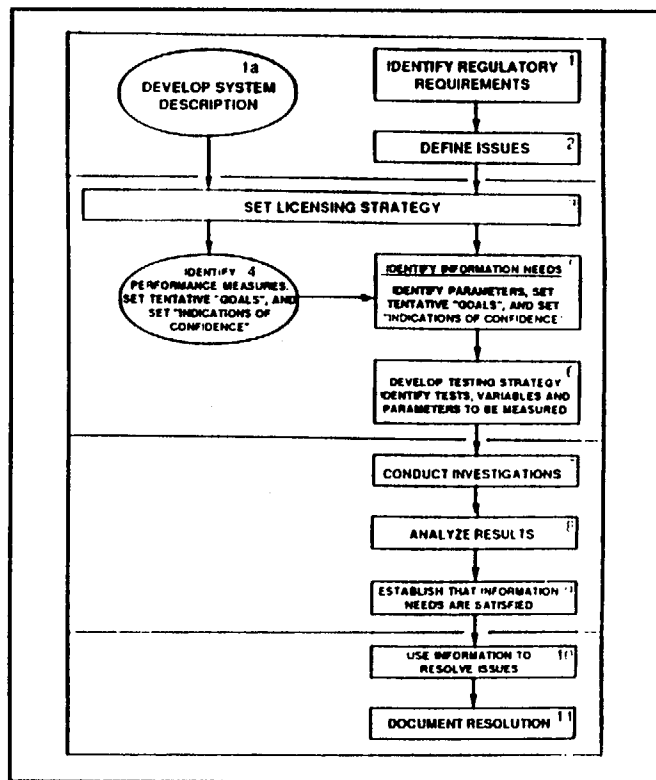 1a
DEVELOP SYSTEM
DESCRIPTION
1
IDENTIFY REGULATORY
REQUIREMENTS
DEFINE ISSUES 2
SET LICENSING STRATEGY
IDENTIFY 4
PERFORMANCE MEASURES,
SET TENTATIVE "GOALS", AND
SET "INDICATIONS OF
CONFIDENCE"
IDENTIFY INFORMATION NEEDS
IDENTIFY PARAMETERS, SET
TENTATIVE "GOALS", AND SET
"INDICATIONS OF CONFIDENCE"
6
DEVELOP TESTING STRATEGY
IDENTIFY TESTS, VARIABLES AND
PARAMETERS TO BE MEASURED
CONDUCT INVESTIGATIONS
ANALYZE RESULTS 8
ESTABLISH THAT INFORMATION
NEEDS ARE SATISFIED
USE INFORMATION TO 10
RESOLVE ISSUES
DOCUMENT RESOLUTION 11